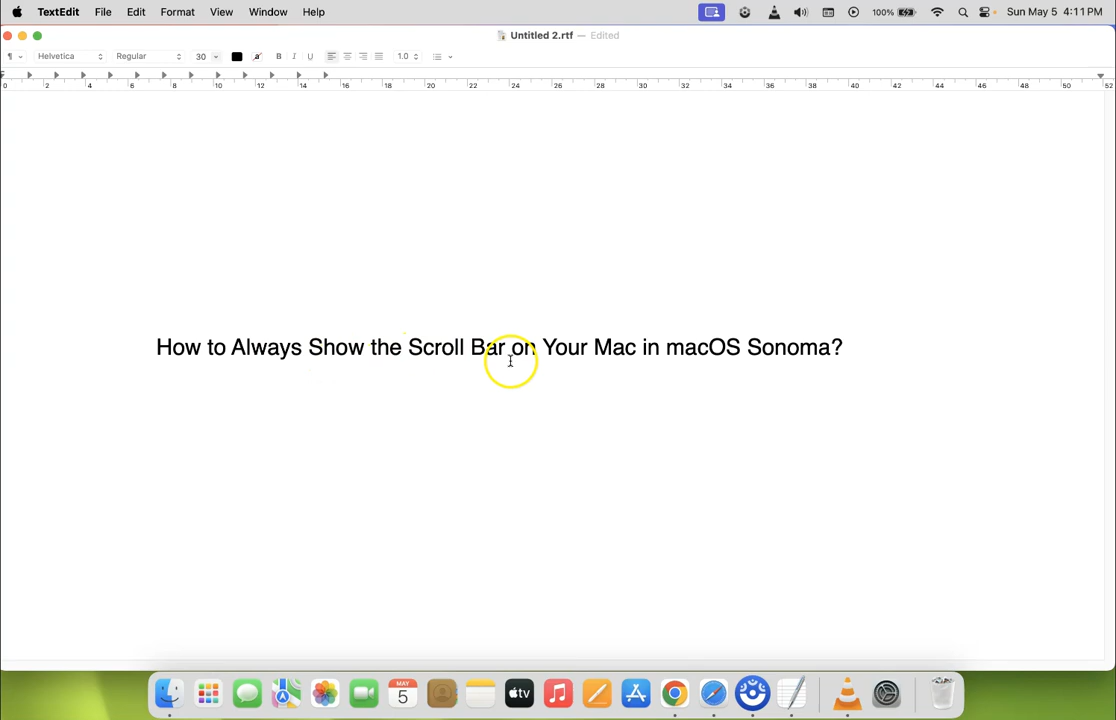 TextEdit File Edit Format View Window Help 100% Sun May 5 4:11 PM
Untitled 2.rtf — Edited
¶ Helvetica Regular 30 a B I U 1.0
0 2 4 6 8 10 12 14 16 18 20 22 24 26 28 30 32 34 36 38 40 42 44 46 48 50 52
How to Always Show the Scroll Bar on Your Mac in macOS Sonoma?
MAY
5
tv